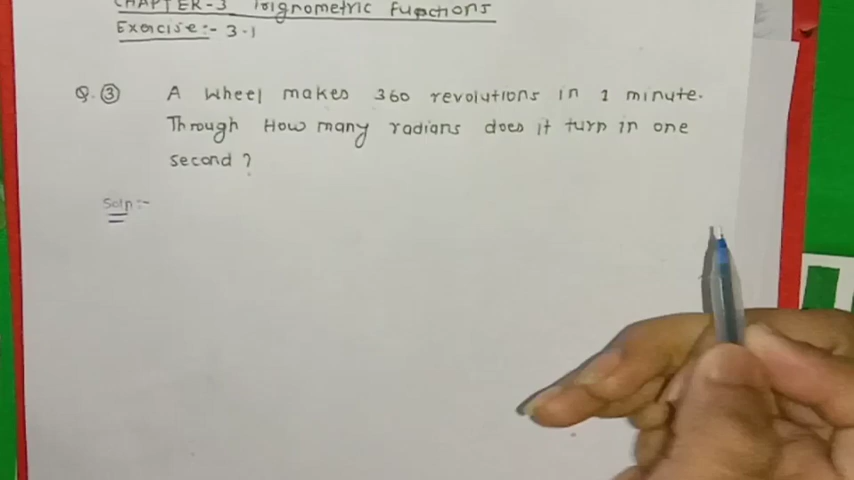 CHAPTER-3 Trignometric Functions
Exercise:- 3.1
Q.③ A wheel makes 360 revolutions in 1 minute.
Through How many radians does it turn in one
second?
Soln:-